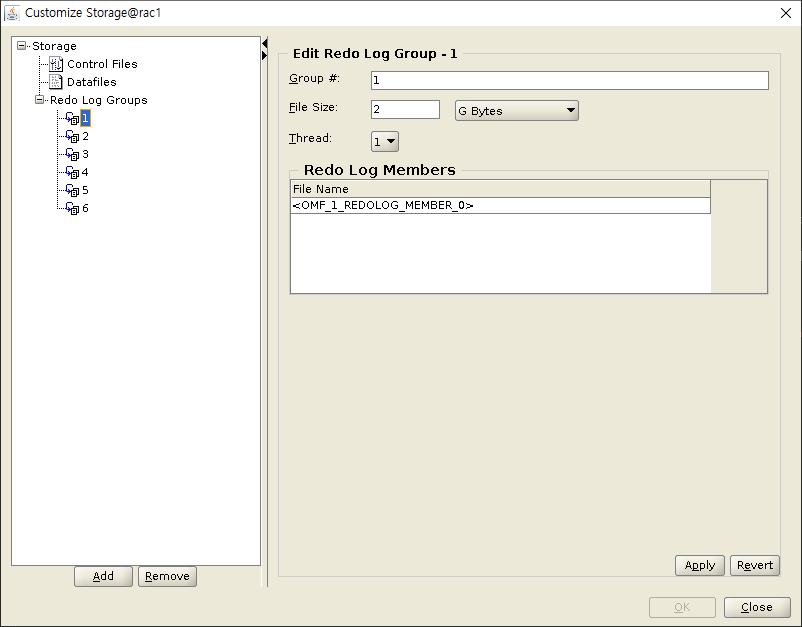 Customize Storage@rac1
Storage
Control Files
Datafiles
Redo Log Groups
1
2
3
4
5
6
Add
Remove
Edit Redo Log Group - 1
Group #:
1
File Size:
2
G Bytes
Thread:
1
Redo Log Members
File Name
<OMF_1_REDOLOG_MEMBER_0>
Apply
Revert
OK
Close